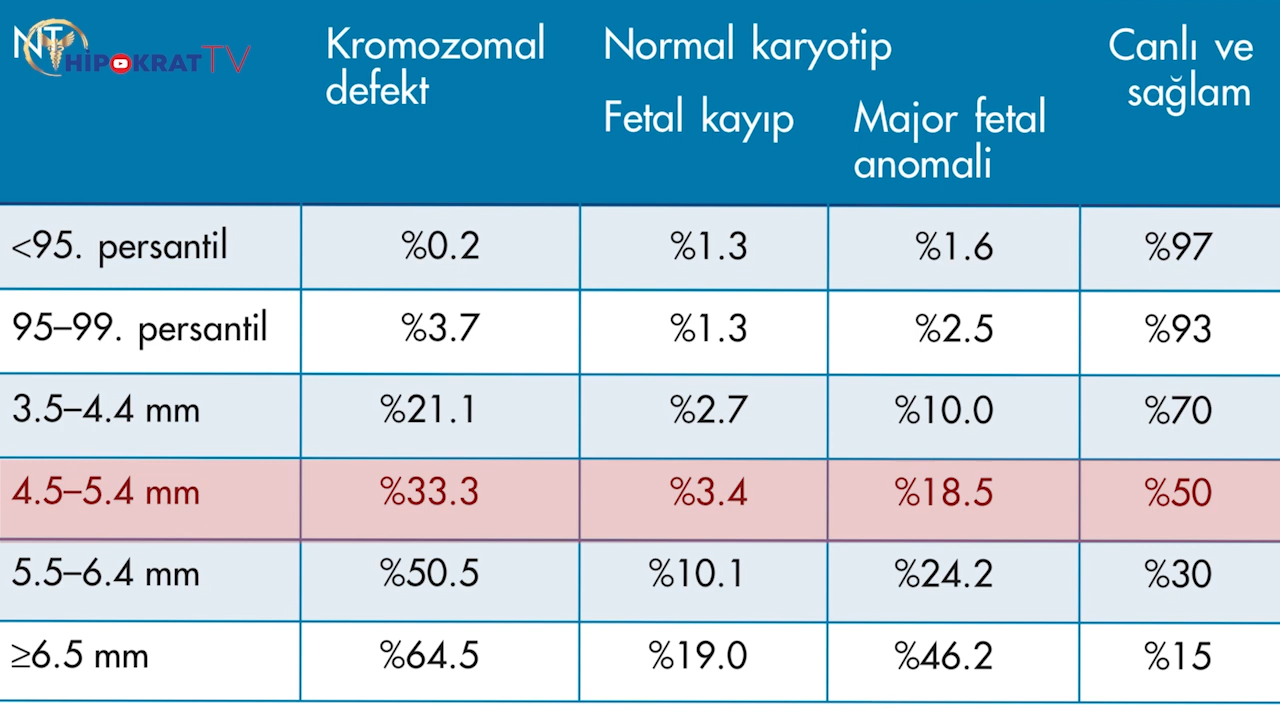 NT
HİPOKRAT TV
Kromozomal defekt
Normal karyotip
Fetal kayıp
Major fetal anomali
Canlı ve sağlam
<95. persantil %0.2 %1.3 %1.6 %97
95–99. persantil %3.7 %1.3 %2.5 %93
3.5–4.4 mm %21.1 %2.7 %10.0 %70
4.5–5.4 mm %33.3 %3.4 %18.5 %50
5.5–6.4 mm %50.5 %10.1 %24.2 %30
≥6.5 mm %64.5 %19.0 %46.2 %15